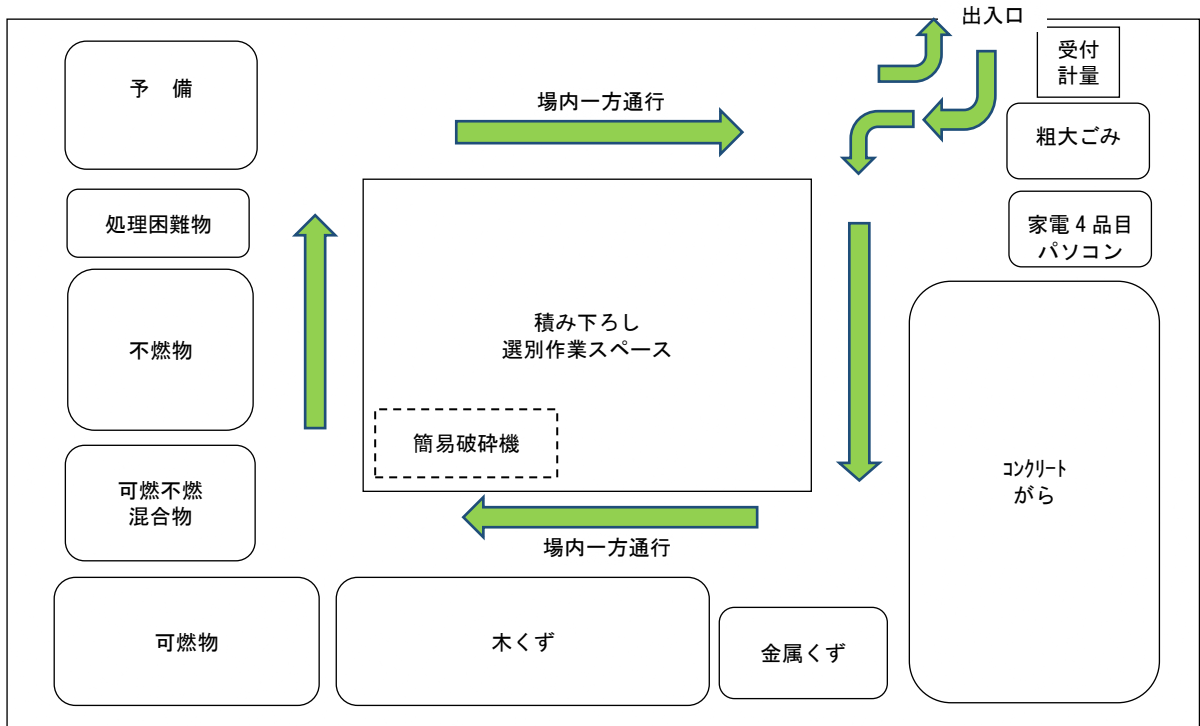 出入口
受付
計量
予　備
場内一方通行
粗大ごみ
処理困難物
家電４品目
パソコン
積み下ろし
選別作業スペース
不燃物
簡易破砕機
ｺﾝｸﾘｰﾄ
がら
可燃不燃
混合物
場内一方通行
可燃物
木くず
金属くず